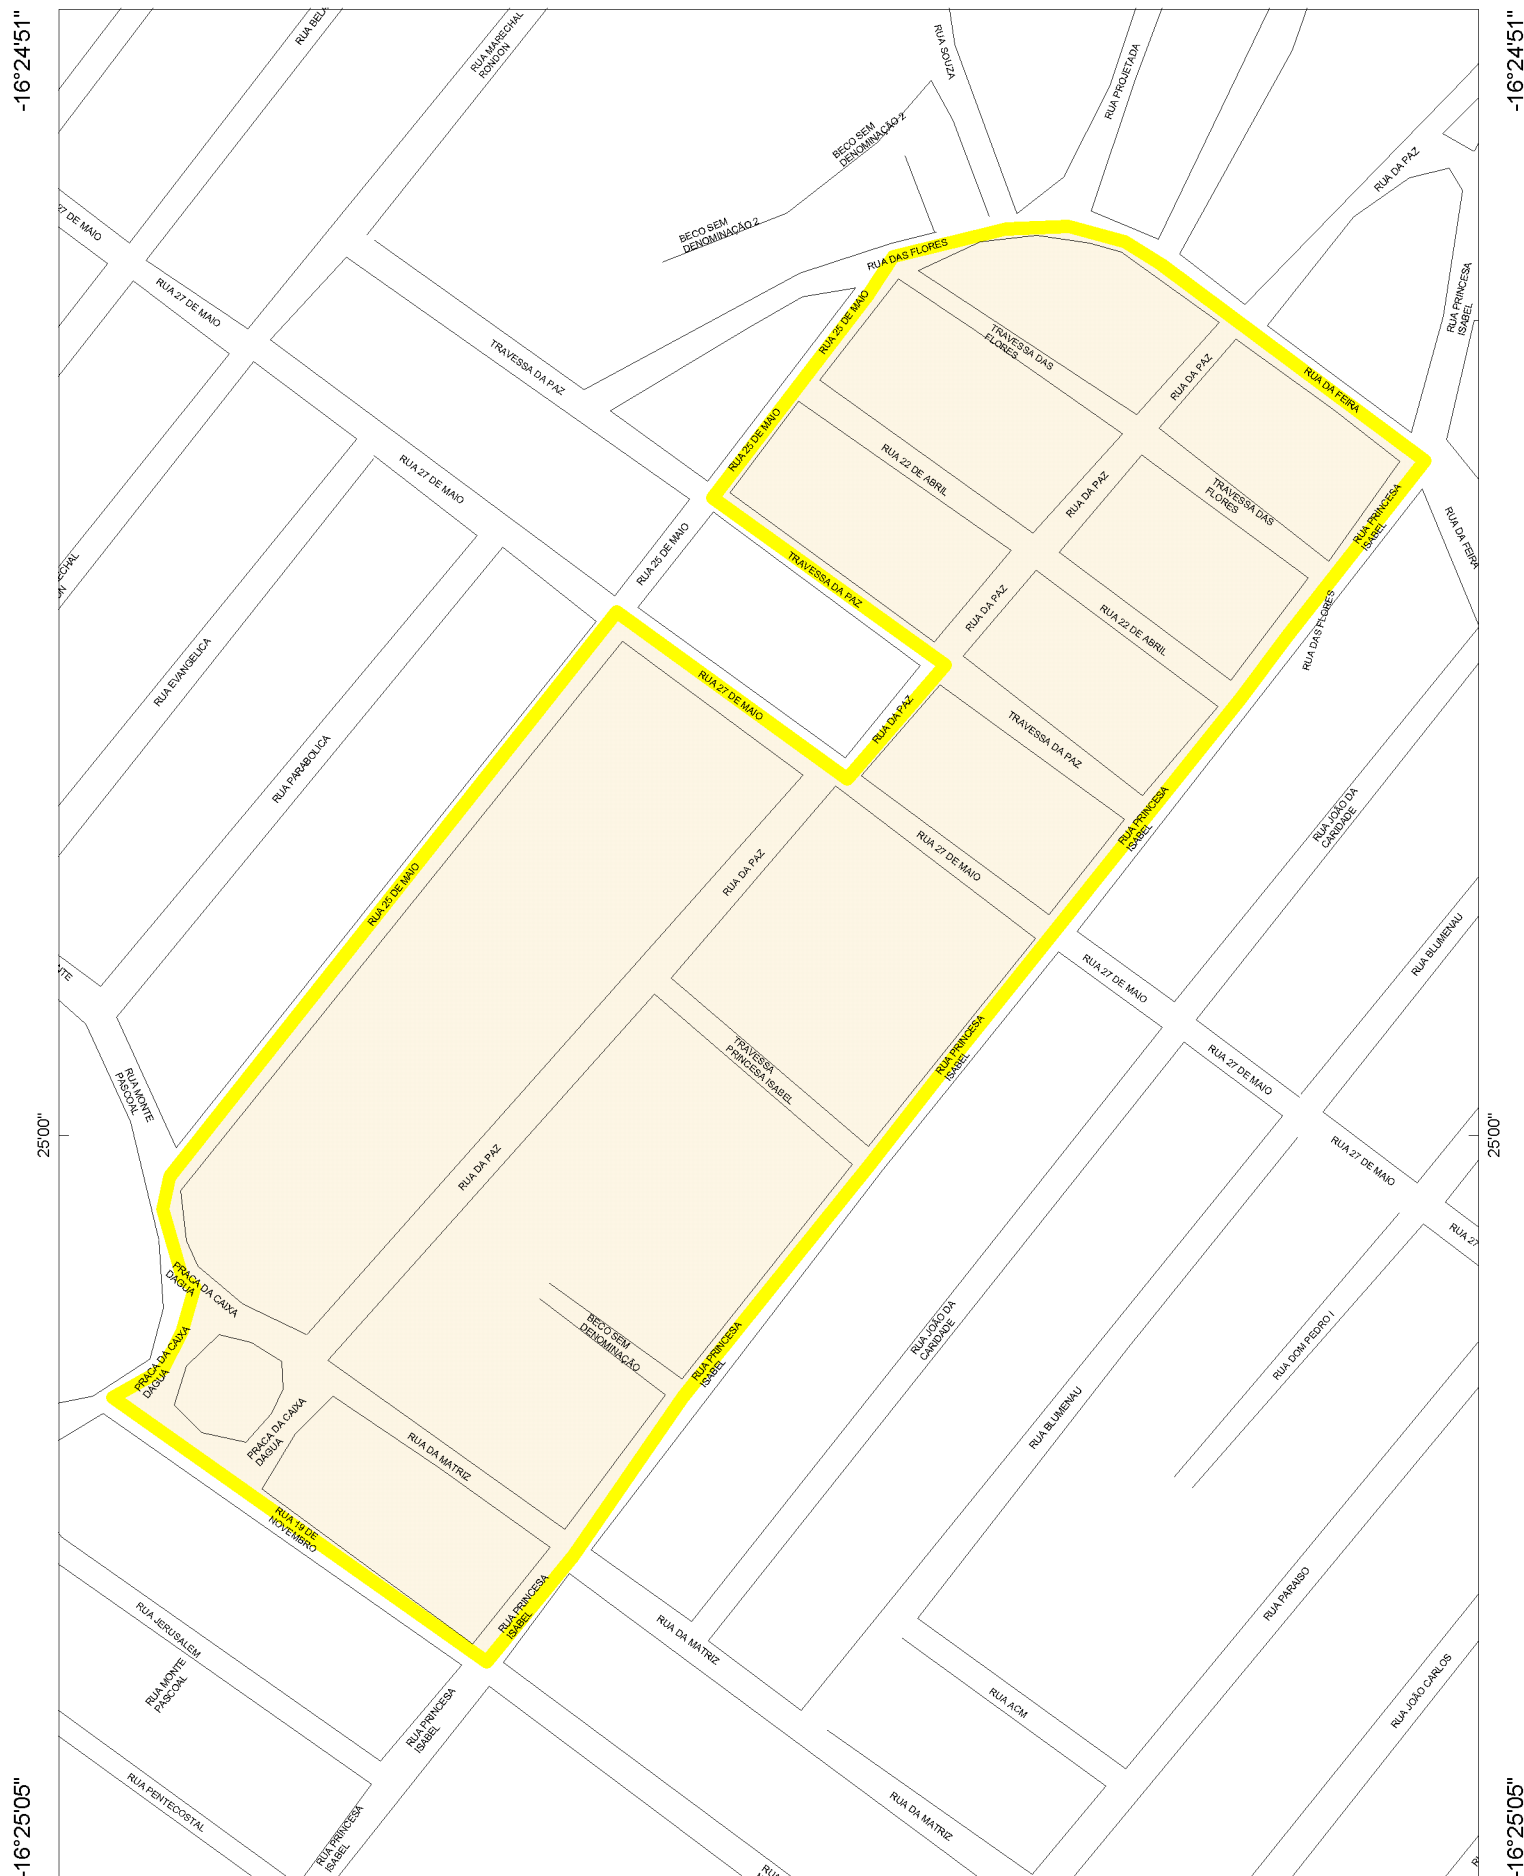 -16°24'51"
-16°24'51"
RUA BELA
RUA MARECHAL
RONDON
RUA SOUZA
RUA PROJETADA
BECO SEM
DENOMINAÇÃO 2
RUA DA PAZ
27 DE MAIO
BECO SEM
DENOMINAÇÃO 2
RUA DAS FLORES
RUA 27 DE MAIO
RUA PRINCESA
ISABEL
RUA 25 DE MAIO
TRAVESSA DAS
FLORES
TRAVESSA DA PAZ
RUA DA PAZ
RUA DA FEIRA
RUA 25 DE MAIO
RUA 22 DE ABRIL
RUA 27 DE MAIO
RUA DA PAZ
TRAVESSA DAS
FLORES
RUA PRINCESA
ISABEL
RUA DA FEIRA
RUA 25 DE MAIO
TRAVESSA DA PAZ
RUA DA PAZ
RUA 22 DE ABRIL
RUA DAS FLORES
RUA EVANGELICA
RUA 27 DE MAIO
RUA DA PAZ
TRAVESSA DA PAZ
RUA PARABOLICA
RUA PRINCESA
ISABEL
RUA JOÃO DA
CARIDADE
RUA 25 DE MAIO
RUA DA PAZ
RUA 27 DE MAIO
RUA BLUMENAU
RUA 27 DE MAIO
TRAVESSA
PRINCESA ISABEL
RUA PRINCESA
ISABEL
RUA 27 DE MAIO
RUA MONTE
PASCOAL
25'00"
25'00"
RUA DA PAZ
RUA 27 DE MAIO
RUA 27
PRACA DA CAIXA
DAGUA
BECO SEM
DENOMINAÇÃO
RUA PRINCESA
ISABEL
RUA JOÃO DA
CARIDADE
RUA DOM PEDRO I
PRACA DA CAIXA
DAGUA
PRACA DA CAIXA
DAGUA
RUA DA MATRIZ
RUA BLUMENAU
RUA 19 DE
NOVEMBRO
RUA PRINCESA
ISABEL
RUA PARAISO
RUA JERUSALEM
RUA DA MATRIZ
RUA MONTE
PASCOAL
RUA PRINCESA
ISABEL
RUA ACM
RUA JOÃO CARLOS
RUA PENTECOSTAL
RUA PRINCESA
ISABEL
RUA DA MATRIZ
-16°25'05"
-16°25'05"